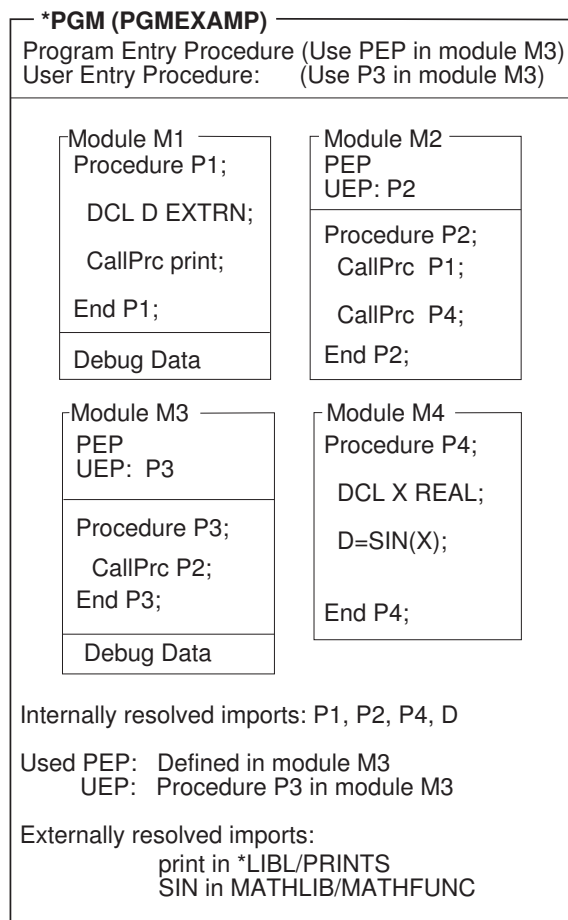 *PGM (PGMEXAMP)
Program Entry Procedure (Use PEP in module M3)
User Entry Procedure: (Use P3 in module M3)
Module M1
Procedure P1;
DCL D EXTRN;
CallPrc print;
End P1;
Debug Data
Module M2
PEP
UEP: P2
Procedure P2;
CallPrc P1;
CallPrc P4;
End P2;
Module M3
PEP
UEP: P3
Procedure P3;
CallPrc P2;
End P3;
Debug Data
Module M4
Procedure P4;
DCL X REAL;
D=SIN(X);
End P4;
Internally resolved imports: P1, P2, P4, D
Used PEP: Defined in module M3
UEP: Procedure P3 in module M3
Externally resolved imports:
print in *LIBL/PRINTS
SIN in MATHLIB/MATHFUNC